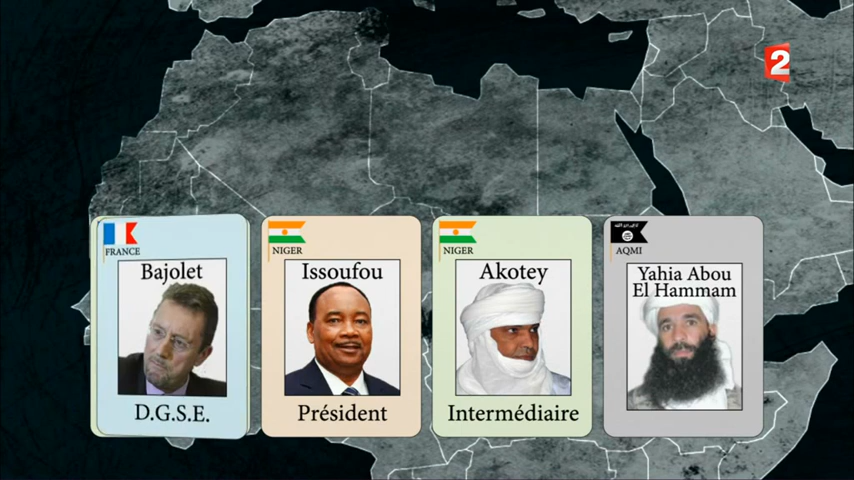 2
FRANCE
Bajolet
D.G.S.E.
NIGER
Issoufou
Président
NIGER
Akotey
Intermédiaire
AQMI
Yahia Abou
El Hammam